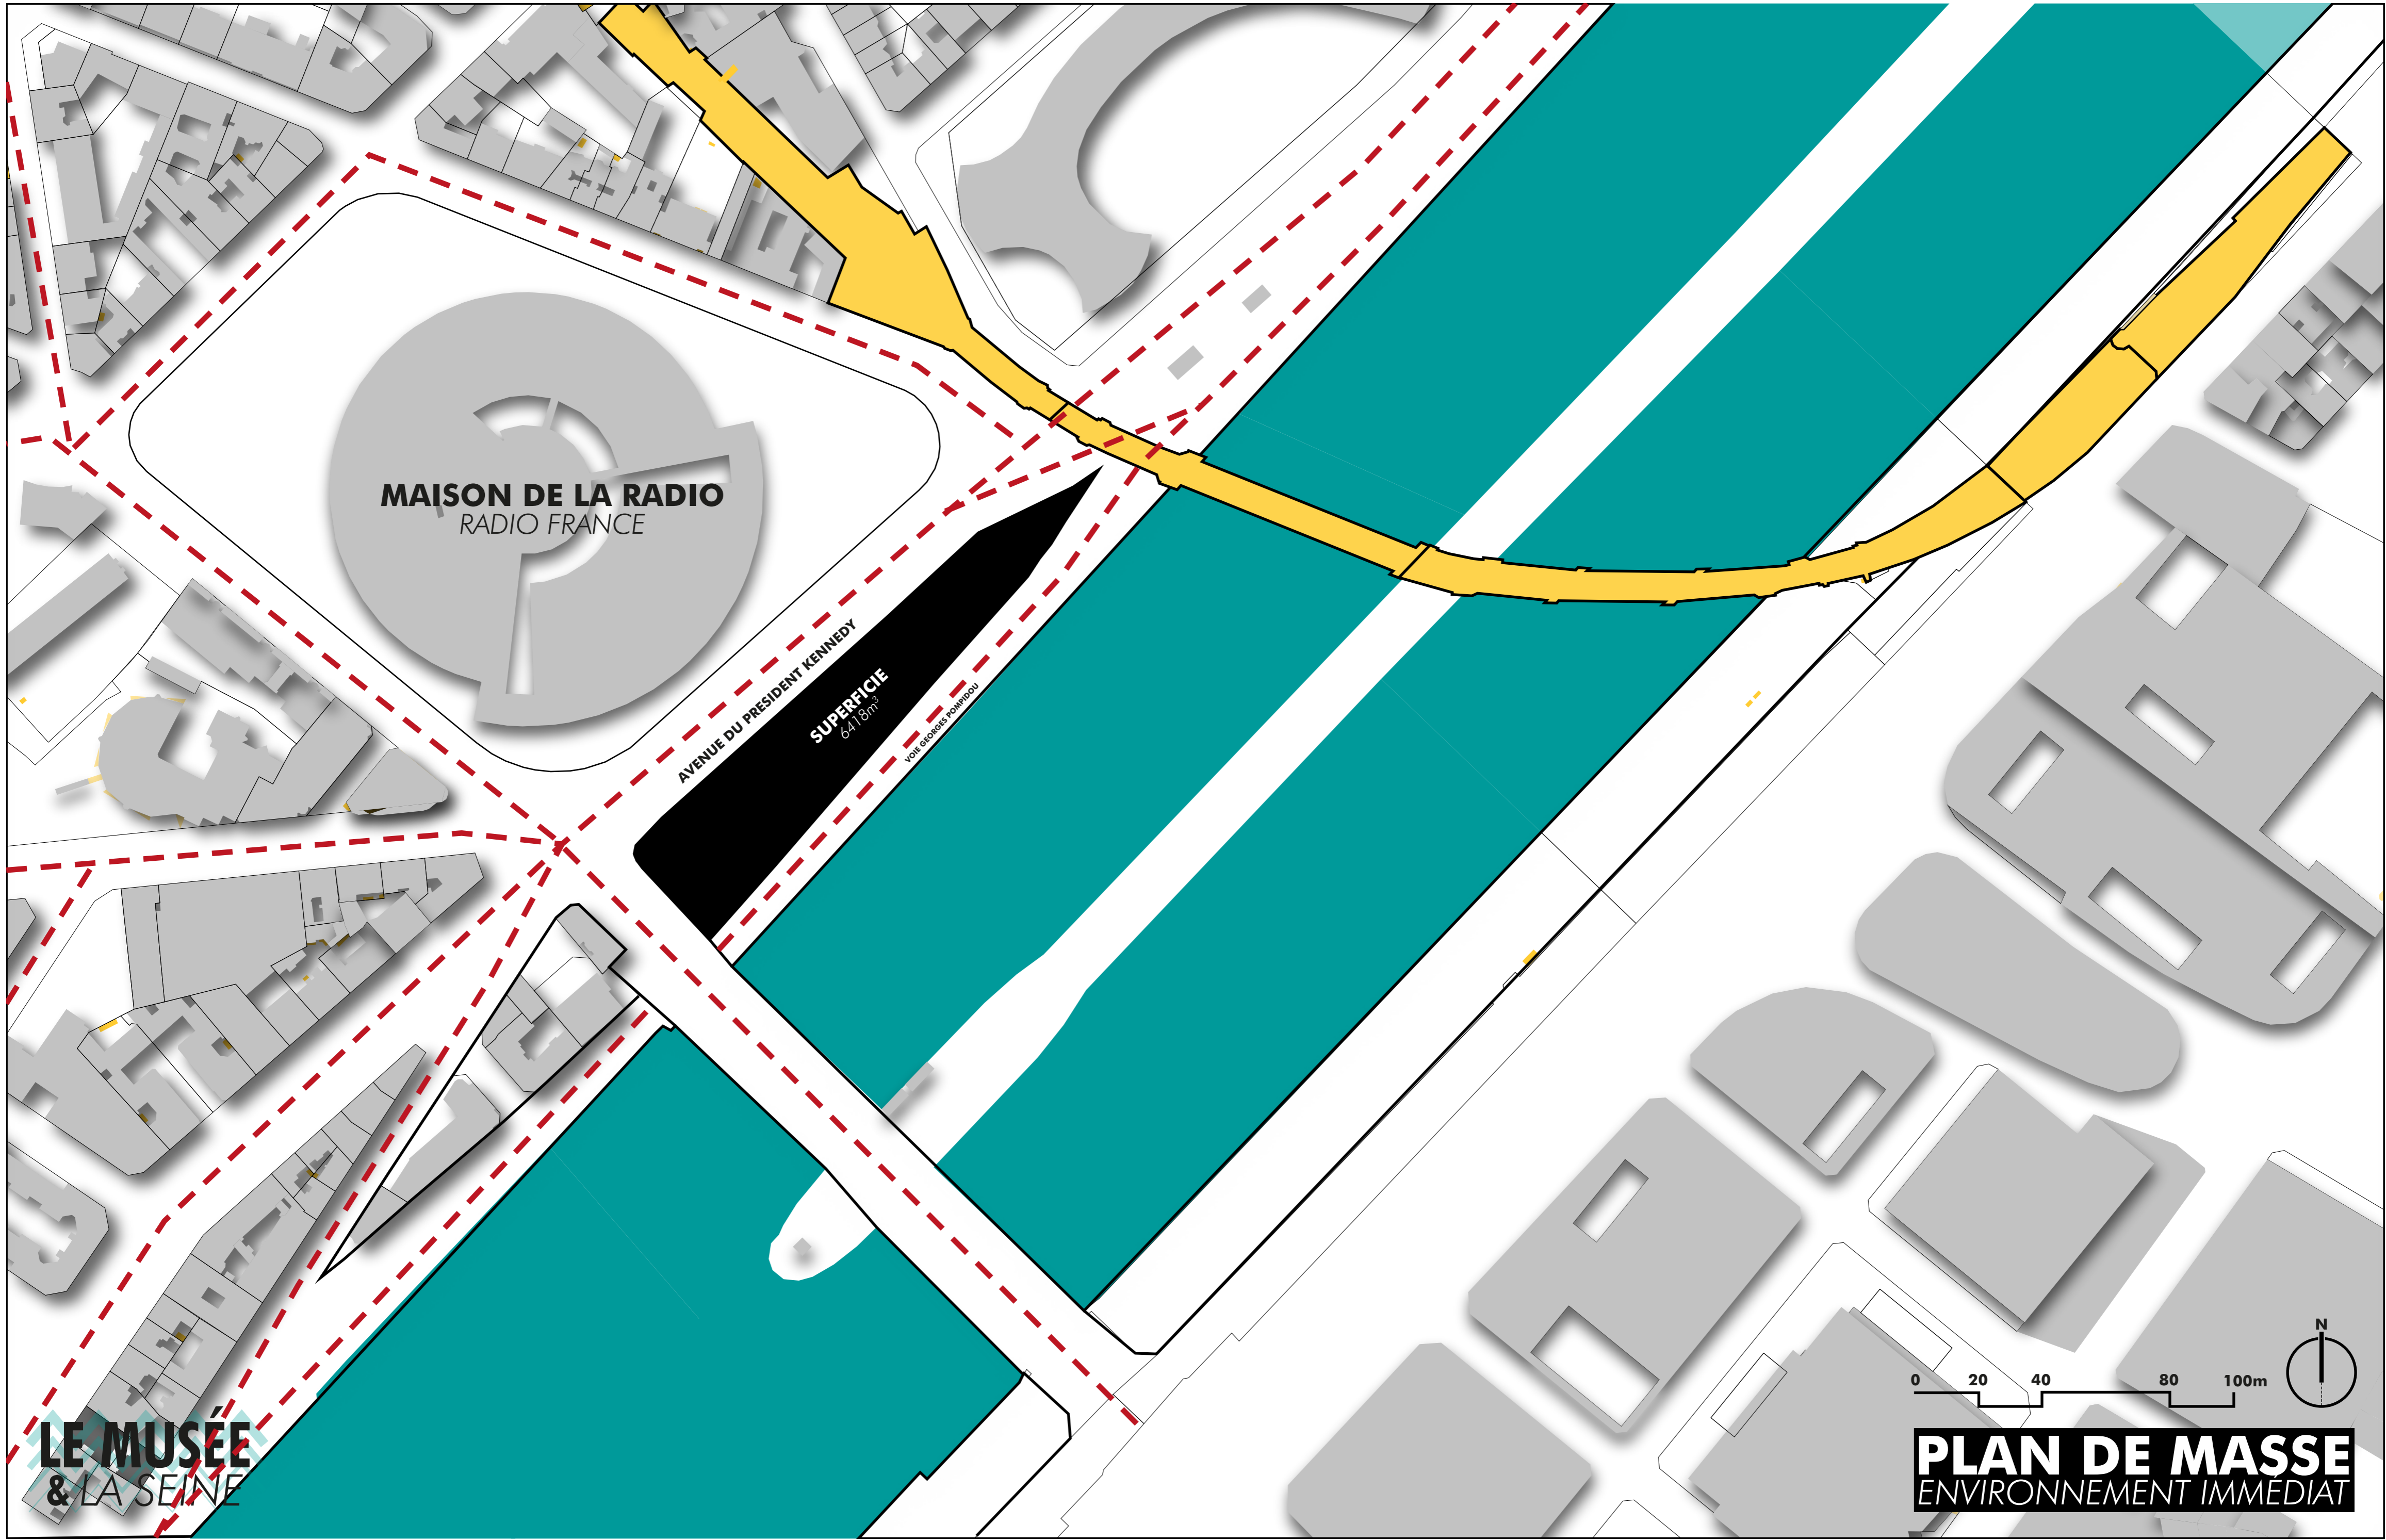 MAISON DE LA RADIO
RADIO FRANCE
AVENUE DU PRESIDENT KENNEDY
SUPERFICIE
6418m³
VOIE GEORGES POMPIDOU
N
0 20 40 80 100m
LE MUSÉE
& LA SEINE
PLAN DE MASSE
ENVIRONNEMENT IMMÉDIAT